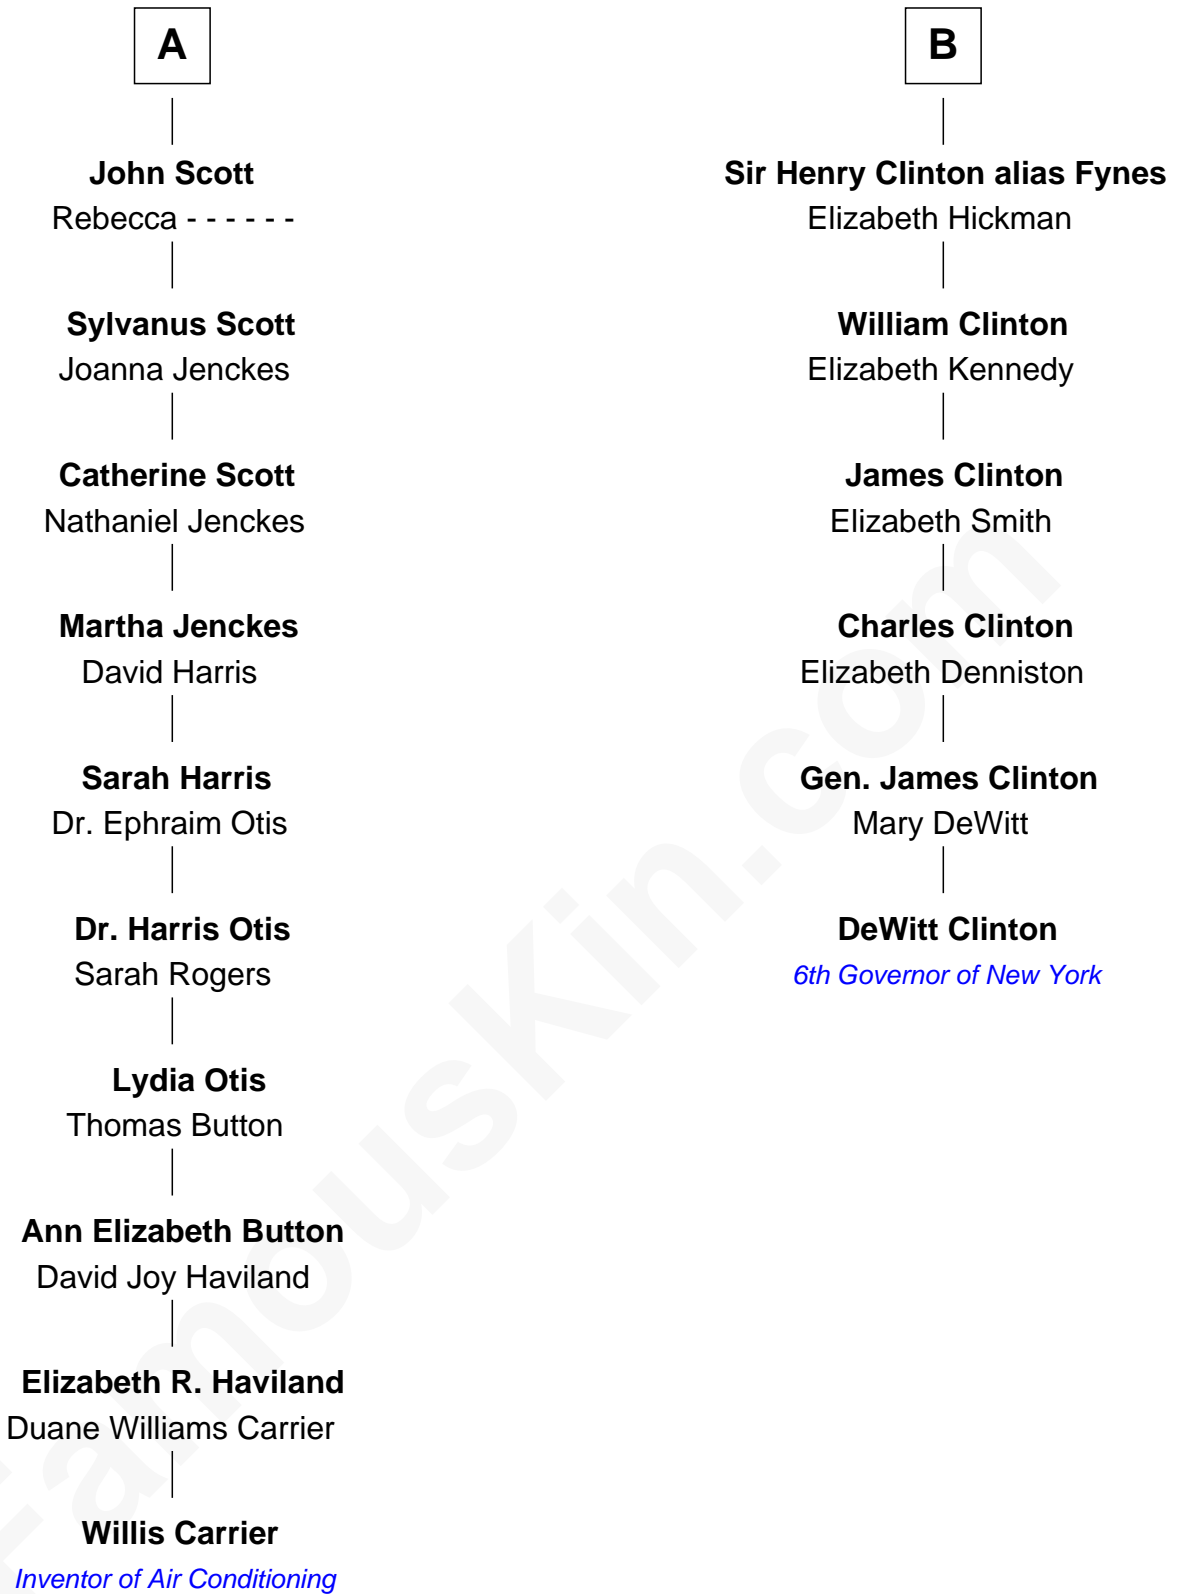 A
John Scott
Rebecca - - - - - -
Sylvanus Scott
Joanna Jenckes
Catherine Scott
Nathaniel Jenckes
Martha Jenckes
David Harris
Sarah Harris
Dr. Ephraim Otis
Dr. Harris Otis
Sarah Rogers
Lydia Otis
Thomas Button
Ann Elizabeth Button
David Joy Haviland
Elizabeth R. Haviland
Duane Williams Carrier
Willis Carrier
Inventor of Air Conditioning
B
Sir Henry Clinton alias Fynes
Elizabeth Hickman
William Clinton
Elizabeth Kennedy
James Clinton
Elizabeth Smith
Charles Clinton
Elizabeth Denniston
Gen. James Clinton
Mary DeWitt
DeWitt Clinton
6th Governor of New York
FamousKin.com